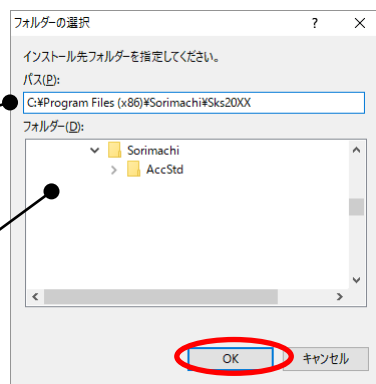 フォルダーの選択
インストール先フォルダーを指定してください。
パス(P):
C:¥Program Files (x86)¥Sorimachi¥Sks20XX
フォルダー(D):
Sorimachi
AccStd
OK
キャンセル